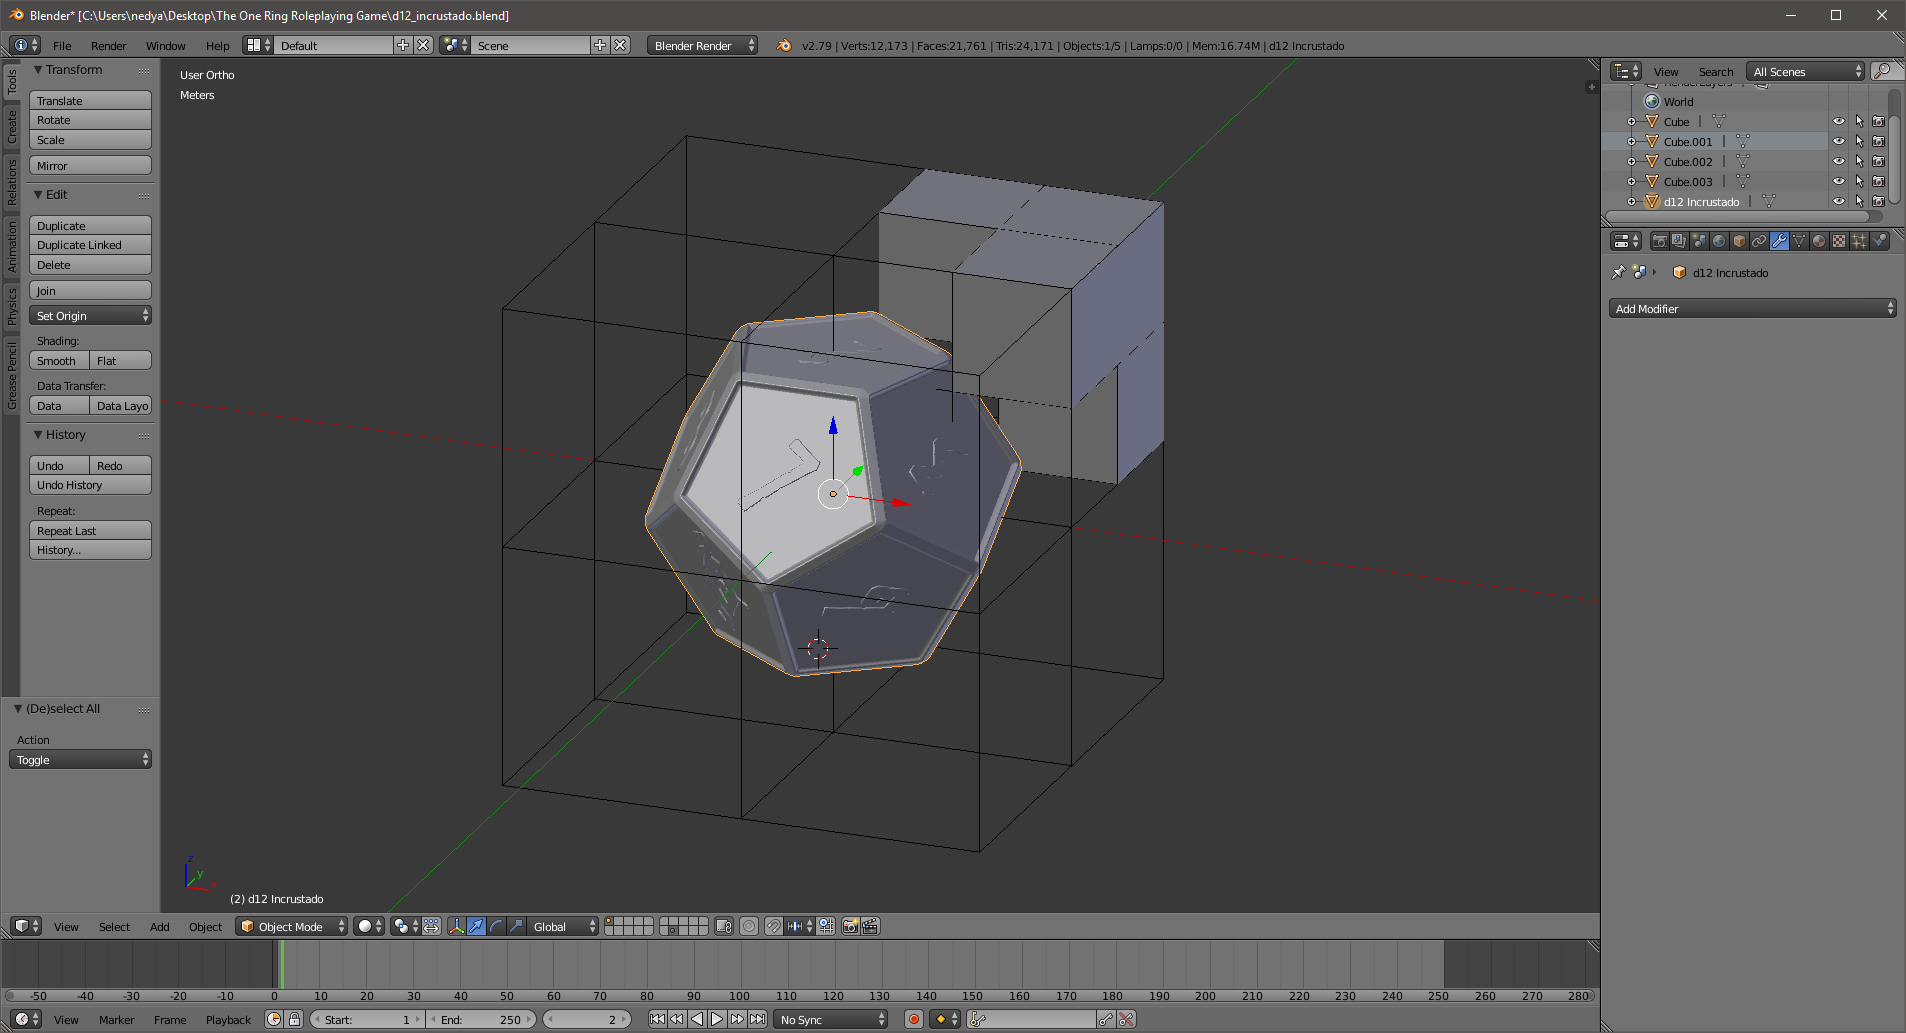 Blender* [C:\Users\nedya\Desktop\The One Ring Roleplaying Game\d12_incrustado.blend]
File Render Window Help Default Scene Blender Render v2.79 | Verts:12,173 | Faces:21,761 | Tris:24,171 | Objects:1/5 | Lamps:0/0 | Mem:16.74M | d12 Incrustado
Tools
Create
Relations
Animation
Physics
Grease Pencil
Transform
Translate
Rotate
Scale
Mirror
Edit
Duplicate
Duplicate Linked
Delete
Join
Set Origin
Shading:
Smooth Flat
Data Transfer:
Data Data Layo
History
Undo Redo
Undo History
Repeat:
Repeat Last
History...
(De)select All
Action
Toggle
User Ortho
Meters
z
y
x
(2) d12 Incrustado
View Search All Scenes
RenderLayers
World
Cube
Cube.001
Cube.002
Cube.003
d12 Incrustado
d12 Incrustado
Add Modifier
View Select Add Object Object Mode Global
-50 -40 -30 -20 -10 0 10 20 30 40 50 60 70 80 90 100 110 120 130 140 150 160 170 180 190 200 210 220 230 240 250 260 270 280
View Marker Frame Playback Start: 1 End: 250 2 No Sync